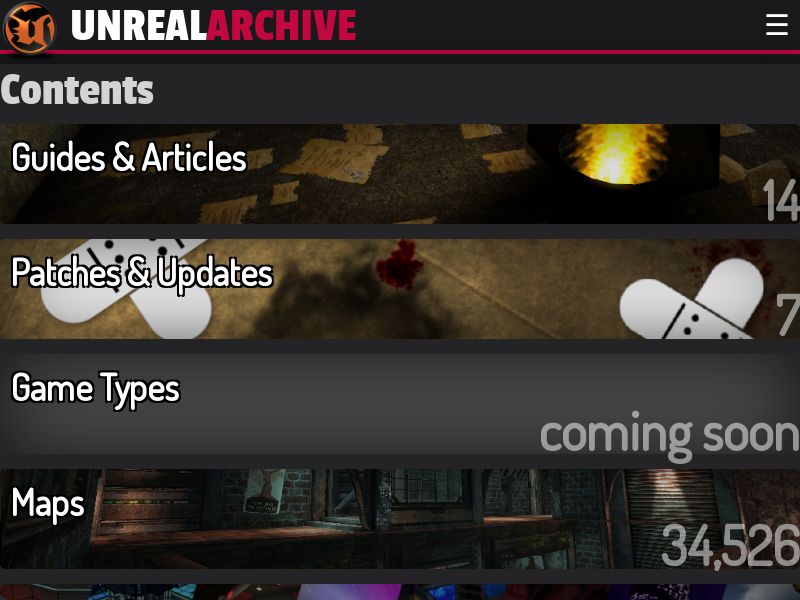 UNREALARCHIVE
Contents
Guides & Articles
14
Patches & Updates
7
Game Types
coming soon
Maps
34,526